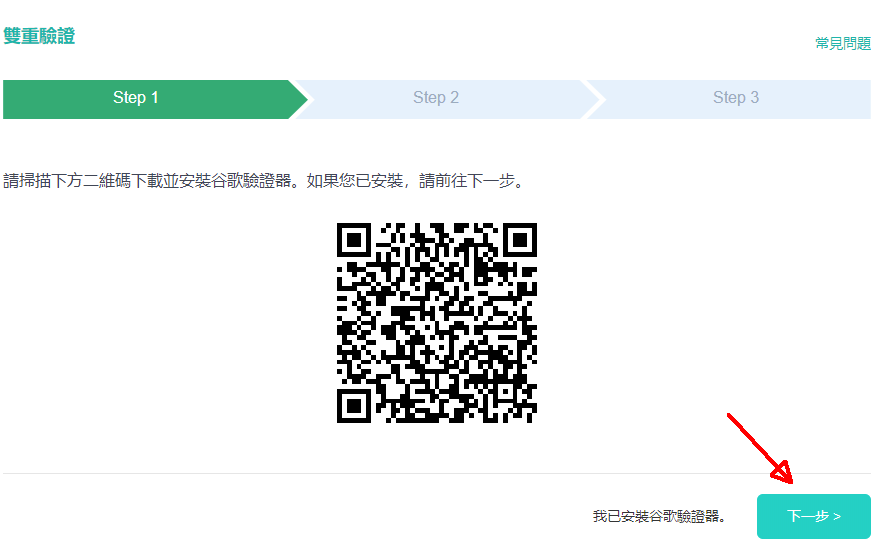 雙重驗證
常見問題
Step 1
Step 2
Step 3
請掃描下方二維碼下載並安裝谷歌驗證器。如果您已安裝，請前往下一步。
我已安裝谷歌驗證器。
下一步 >